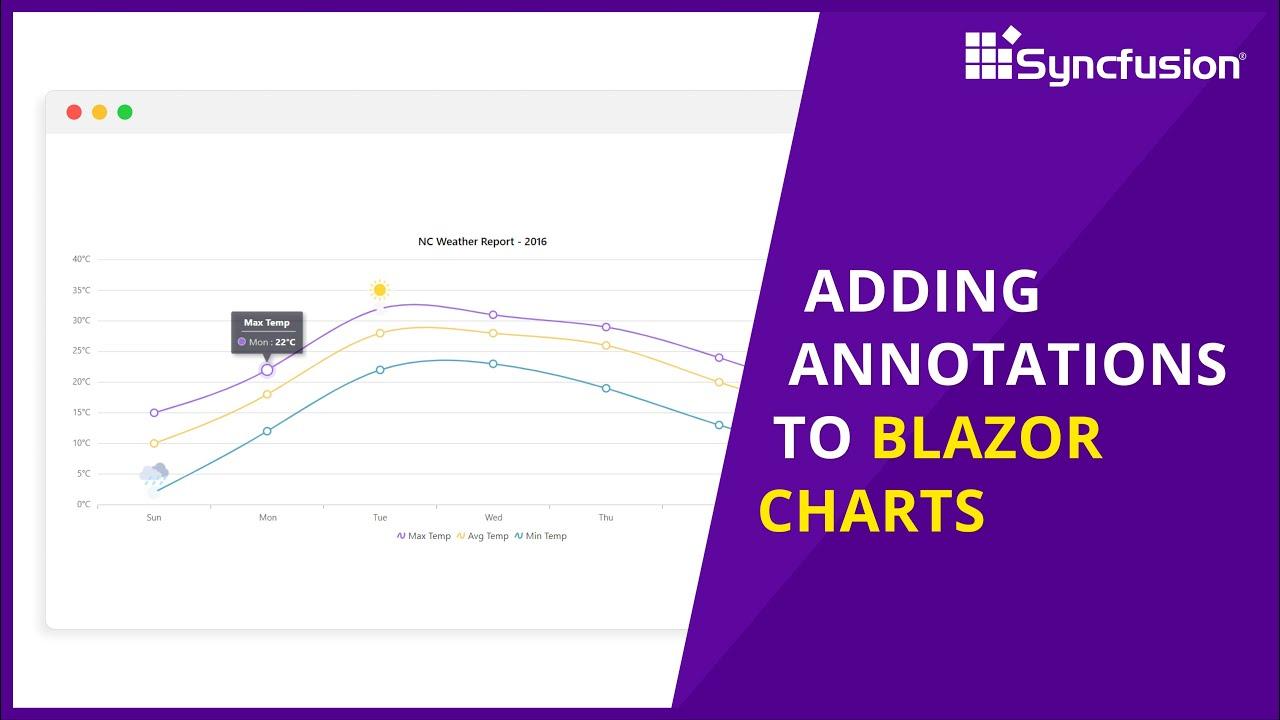 Syncfusion®
NC Weather Report - 2016
40°C
35°C
30°C
25°C
20°C
15°C
10°C
5°C
0°C
Max Temp
Mon : 22°C
Sun Mon Tue Wed Thu
Max Temp Avg Temp Min Temp
ADDING
ANNOTATIONS
TO BLAZOR
CHARTS